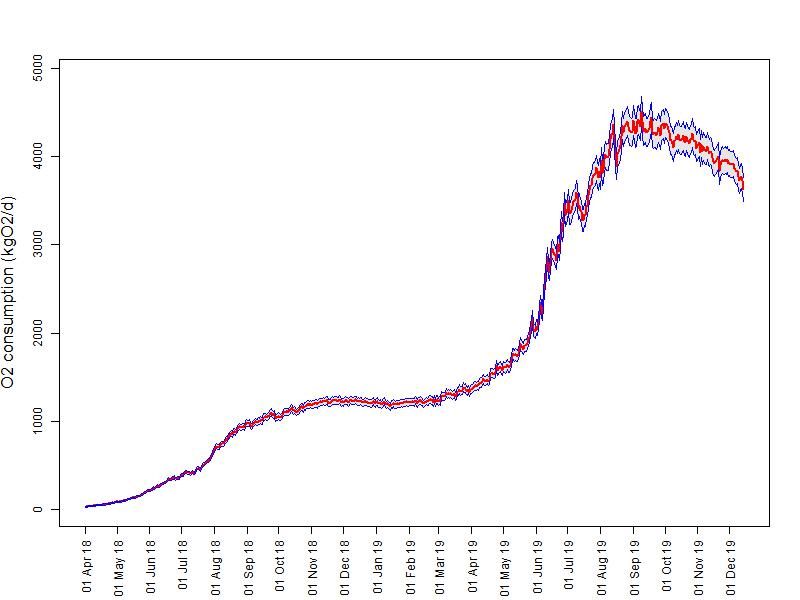 O2 consumption (kgO2/d)
5000
4000
3000
2000
1000
0
01 Apr 18
01 May 18
01 Jun 18
01 Jul 18
01 Aug 18
01 Sep 18
01 Oct 18
01 Nov 18
01 Dec 18
01 Jan 19
01 Feb 19
01 Mar 19
01 Apr 19
01 May 19
01 Jun 19
01 Jul 19
01 Aug 19
01 Sep 19
01 Oct 19
01 Nov 19
01 Dec 19